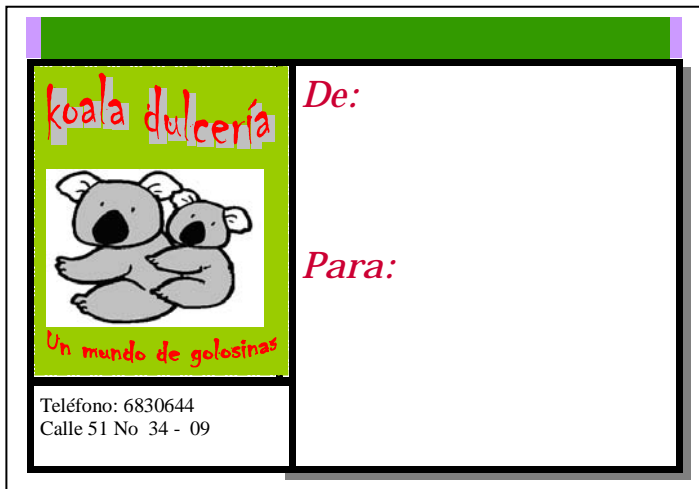 koala dulcería
Un mundo de golosinas
Teléfono: 6830644
Calle 51 No 34 - 09
De:
Para: